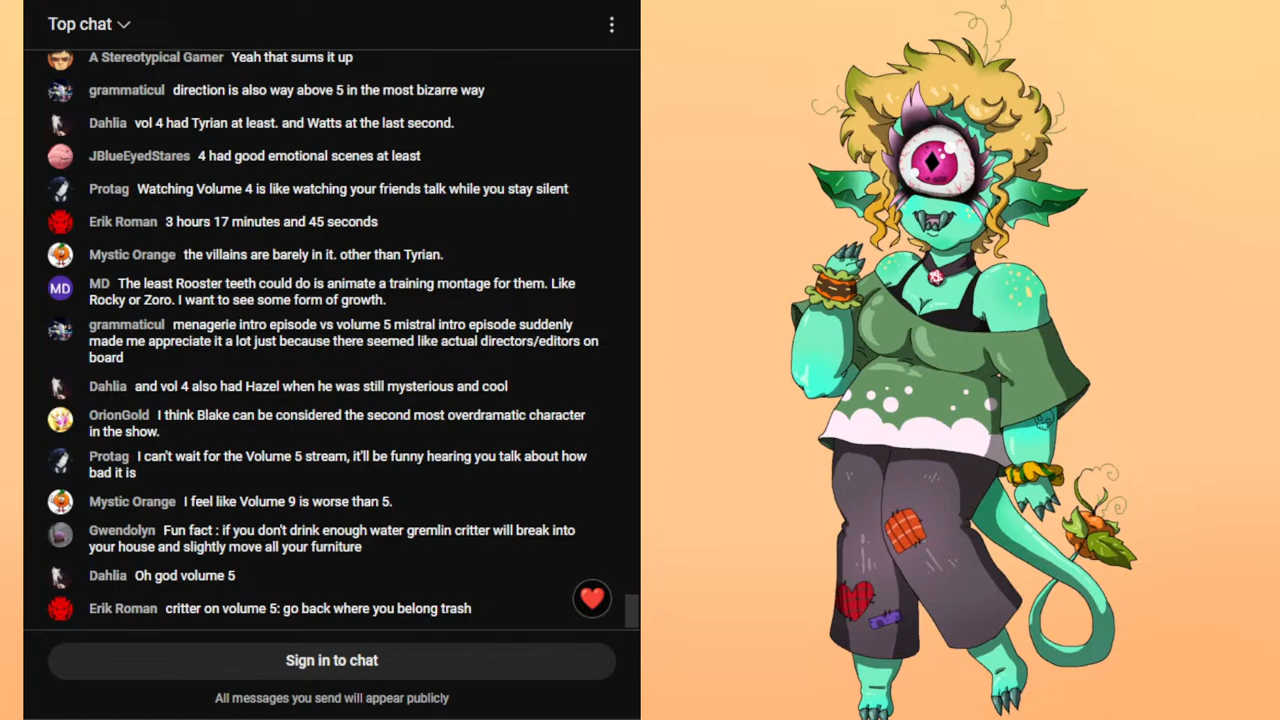 Top chat
A Stereotypical Gamer Yeah that sums it up
grammaticul direction is also way above 5 in the most bizarre way
Dahlia vol 4 had Tyrian at least. and Watts at the last second.
JBlueEyedStares 4 had good emotional scenes at least
Protag Watching Volume 4 is like watching your friends talk while you stay silent
Erik Roman 3 hours 17 minutes and 45 seconds
Mystic Orange the villains are barely in it. other than Tyrian.
MD MD The least Rooster teeth could do is animate a training montage for them. Like
Rocky or Zoro. I want to see some form of growth.
grammaticul menagerie intro episode vs volume 5 mistral intro episode suddenly
made me appreciate it a lot just because there seemed like actual directors/editors on
board
Dahlia and vol 4 also had Hazel when he was still mysterious and cool
OrionGold I think Blake can be considered the second most overdramatic character
in the show.
Protag I can't wait for the Volume 5 stream, it'll be funny hearing you talk about how
bad it is
Mystic Orange I feel like Volume 9 is worse than 5.
Gwendolyn Fun fact : if you don't drink enough water gremlin critter will break into
your house and slightly move all your furniture
Dahlia Oh god volume 5
Erik Roman critter on volume 5: go back where you belong trash
Sign in to chat
All messages you send will appear publicly